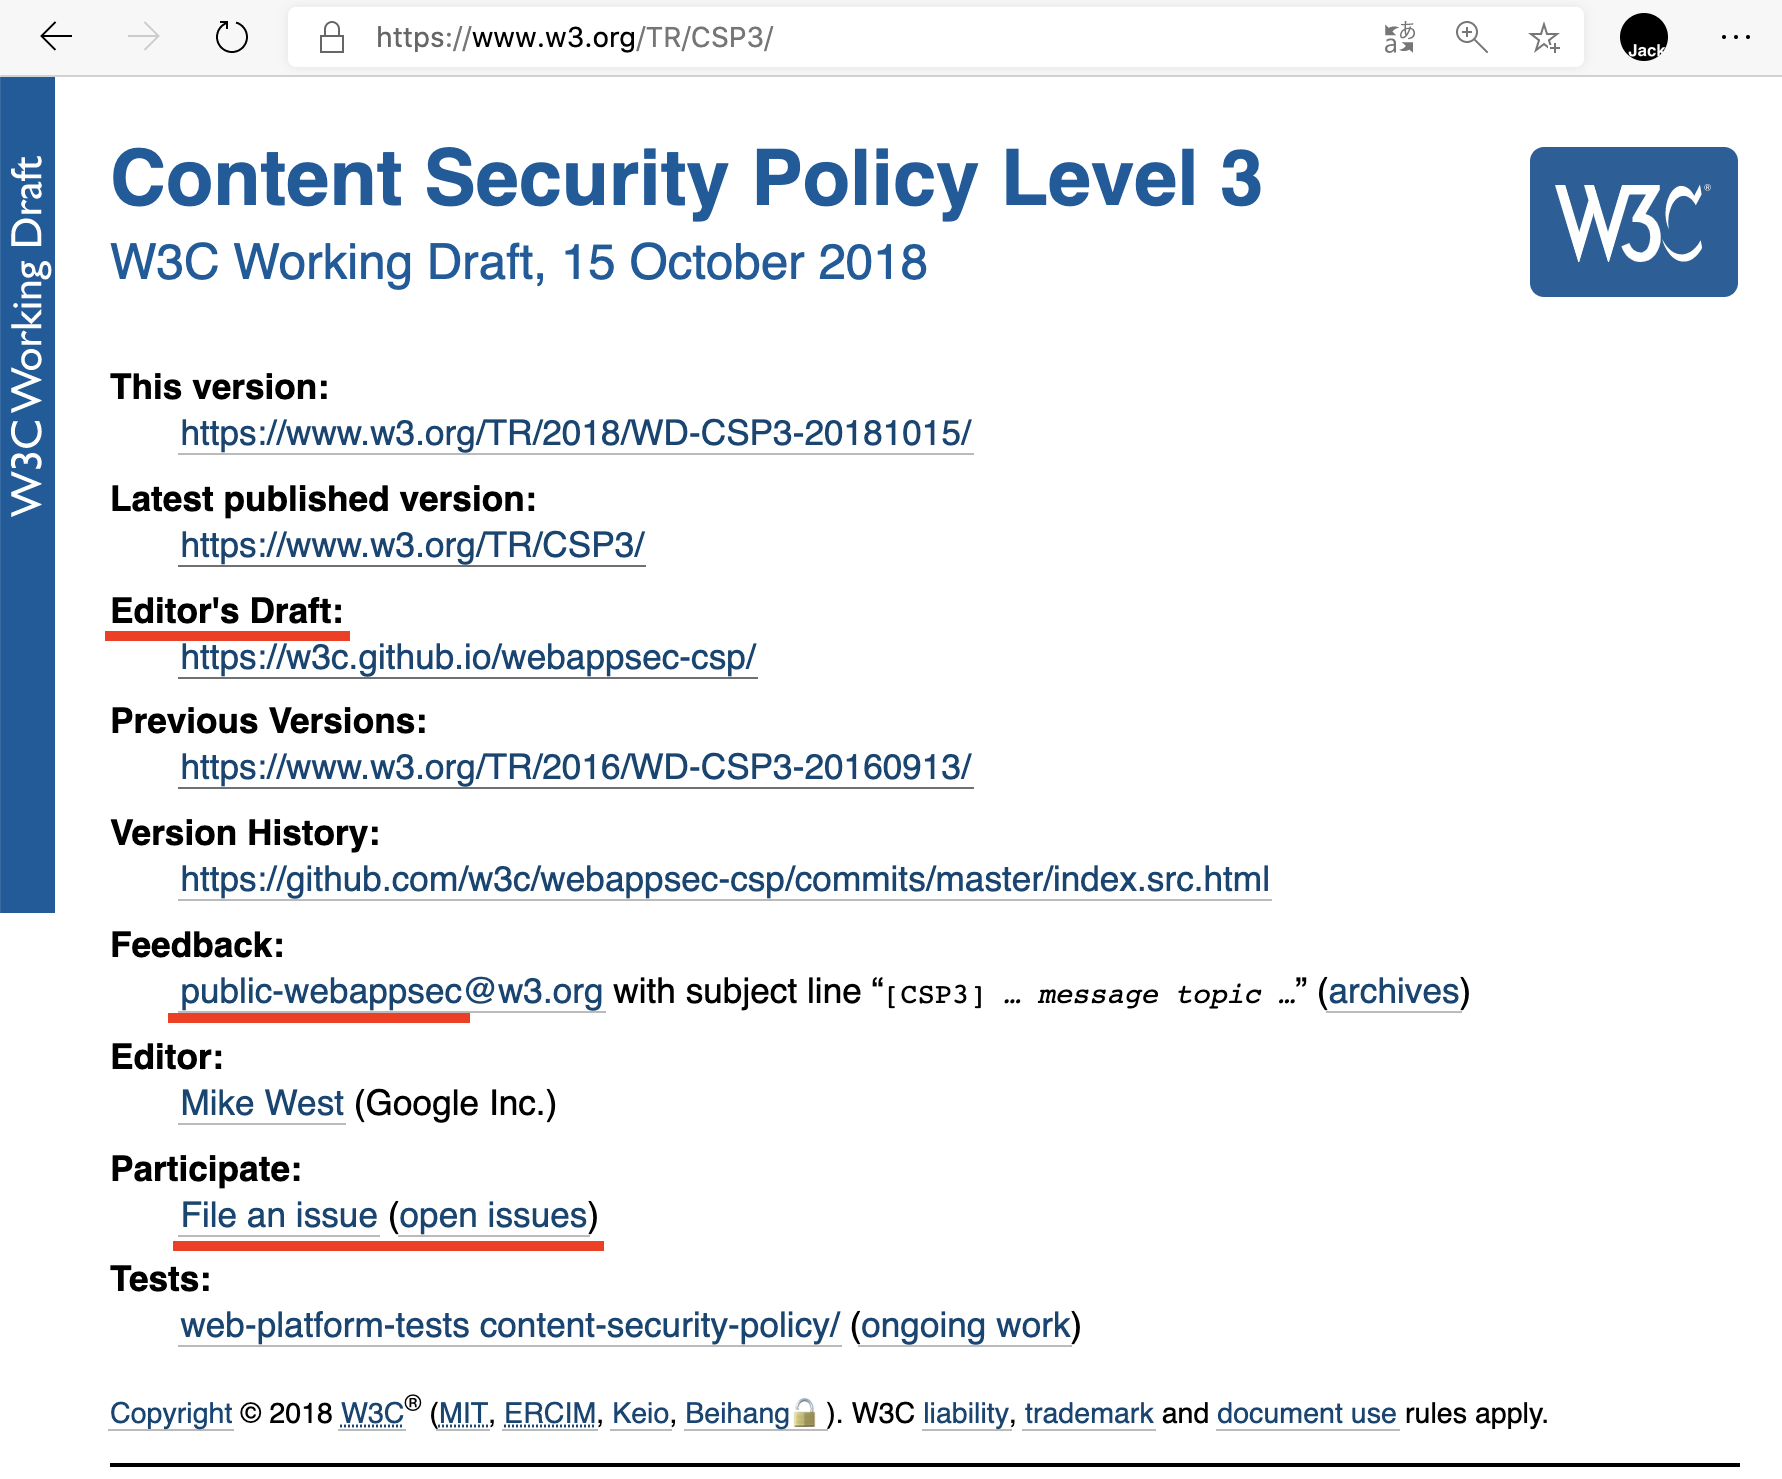 https://www.w3.org/TR/CSP3/
Jack
W3C Working Draft
Content Security Policy Level 3
W3C®
W3C Working Draft, 15 October 2018
This version:
https://www.w3.org/TR/2018/WD-CSP3-20181015/
Latest published version:
https://www.w3.org/TR/CSP3/
Editor's Draft:
https://w3c.github.io/webappsec-csp/
Previous Versions:
https://www.w3.org/TR/2016/WD-CSP3-20160913/
Version History:
https://github.com/w3c/webappsec-csp/commits/master/index.src.html
Feedback:
public-webappsec@w3.org with subject line “[CSP3] … message topic …” (archives)
Editor:
Mike West (Google Inc.)
Participate:
File an issue (open issues)
Tests:
web-platform-tests content-security-policy/ (ongoing work)
Copyright © 2018 W3C® (MIT, ERCIM, Keio, Beihang). W3C liability, trademark and document use rules apply.